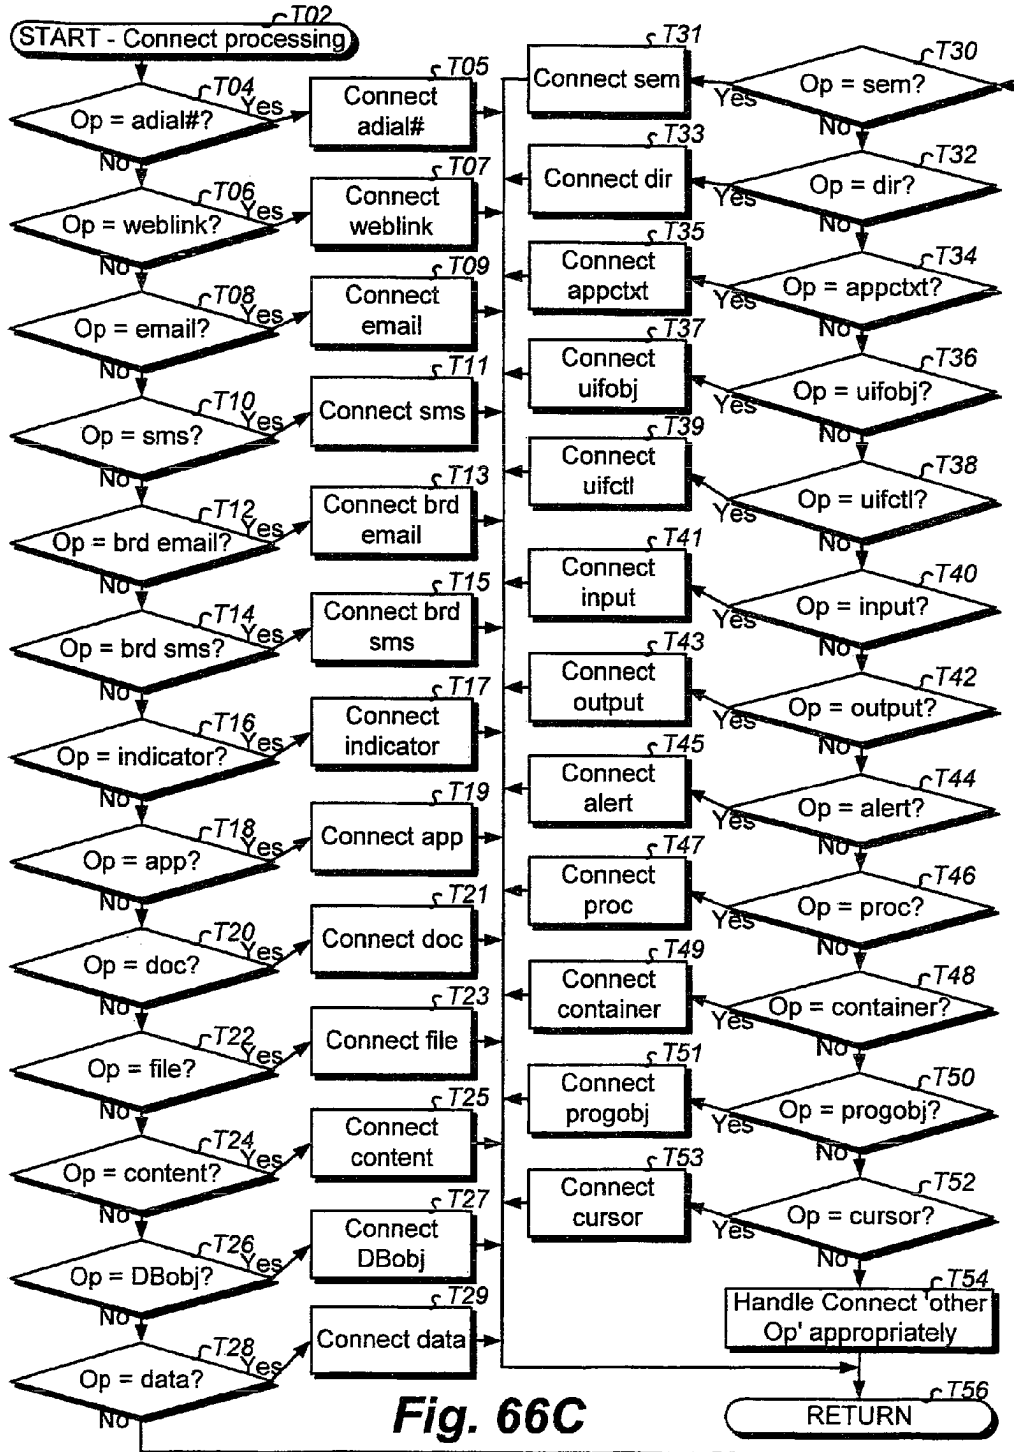 T02
START - Connect processing
T04
Op = adial#?
Yes
No
T05
Connect
adial#
T06
Op = weblink?
Yes
No
T07
Connect
weblink
T08
Op = email?
Yes
No
T09
Connect
email
T10
Op = sms?
Yes
No
T11
Connect sms
T12
Op = brd email?
Yes
No
T13
Connect brd
email
T14
Op = brd sms?
Yes
No
T15
Connect brd
sms
T16
Op = indicator?
Yes
No
T17
Connect
indicator
T18
Op = app?
Yes
No
T19
Connect app
T20
Op = doc?
Yes
No
T21
Connect doc
T22
Op = file?
Yes
No
T23
Connect file
T24
Op = content?
Yes
No
T25
Connect
content
T26
Op = DBobj?
Yes
No
T27
Connect
DBobj
T28
Op = data?
Yes
No
T29
Connect data
T30
Op = sem?
Yes
No
T31
Connect sem
T32
Op = dir?
Yes
No
T33
Connect dir
T34
Op = appctxt?
Yes
No
T35
Connect
appctxt
T36
Op = uifobj?
Yes
No
T37
Connect
uifobj
T38
Op = uifctl?
Yes
No
T39
Connect
uifctl
T40
Op = input?
Yes
No
T41
Connect
input
T42
Op = output?
Yes
No
T43
Connect
output
T44
Op = alert?
Yes
No
T45
Connect
alert
T46
Op = proc?
Yes
No
T47
Connect
proc
T48
Op = container?
Yes
No
T49
Connect
container
T50
Op = progobj?
Yes
No
T51
Connect
progobj
T52
Op = cursor?
Yes
No
T53
Connect
cursor
T54
Handle Connect 'other
Op' appropriately
T56
RETURN
Fig. 66C